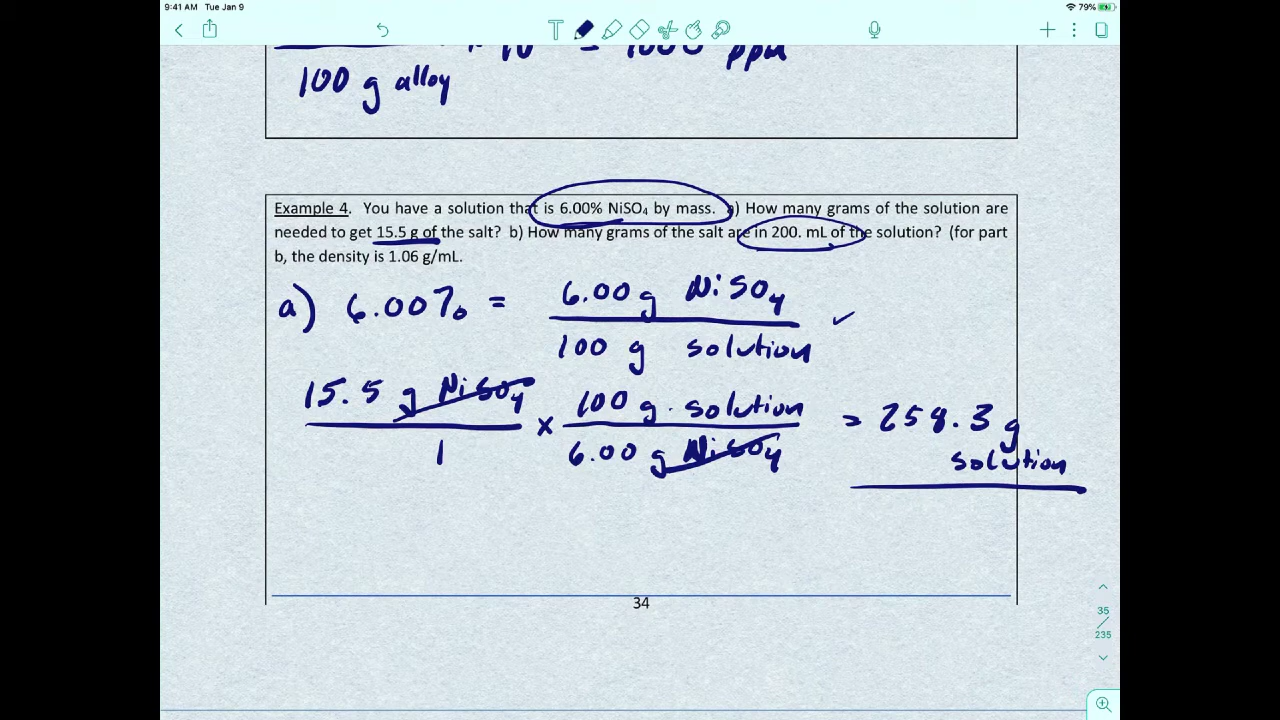 9:41 AM Tue Jan 9
79%
= 1000 ppm
100 g alloy
Example 4. You have a solution that is 6.00% NiSO₄ by mass. a) How many grams of the solution are
needed to get 15.5 g of the salt? b) How many grams of the salt are in 200. mL of the solution? (for part
b, the density is 1.06 g/mL.
a) 6.00% = 6.00 g NiSO₄
100 g solution
15.5 g NiSO₄ x 100 g. solution = 258.3 g
1 6.00 g NiSO₄ solution
34
35
/
235